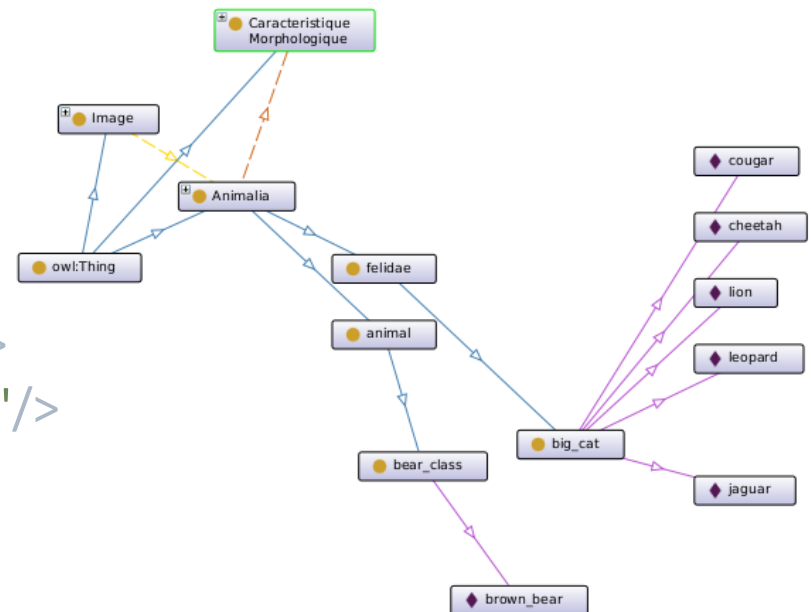 Caracteristique
Morphologique
Image
Animalia
cougar
cheetah
owl:Thing
felidae
lion
animal
leopard
>
"/>
big_cat
bear_class
jaguar
brown_bear